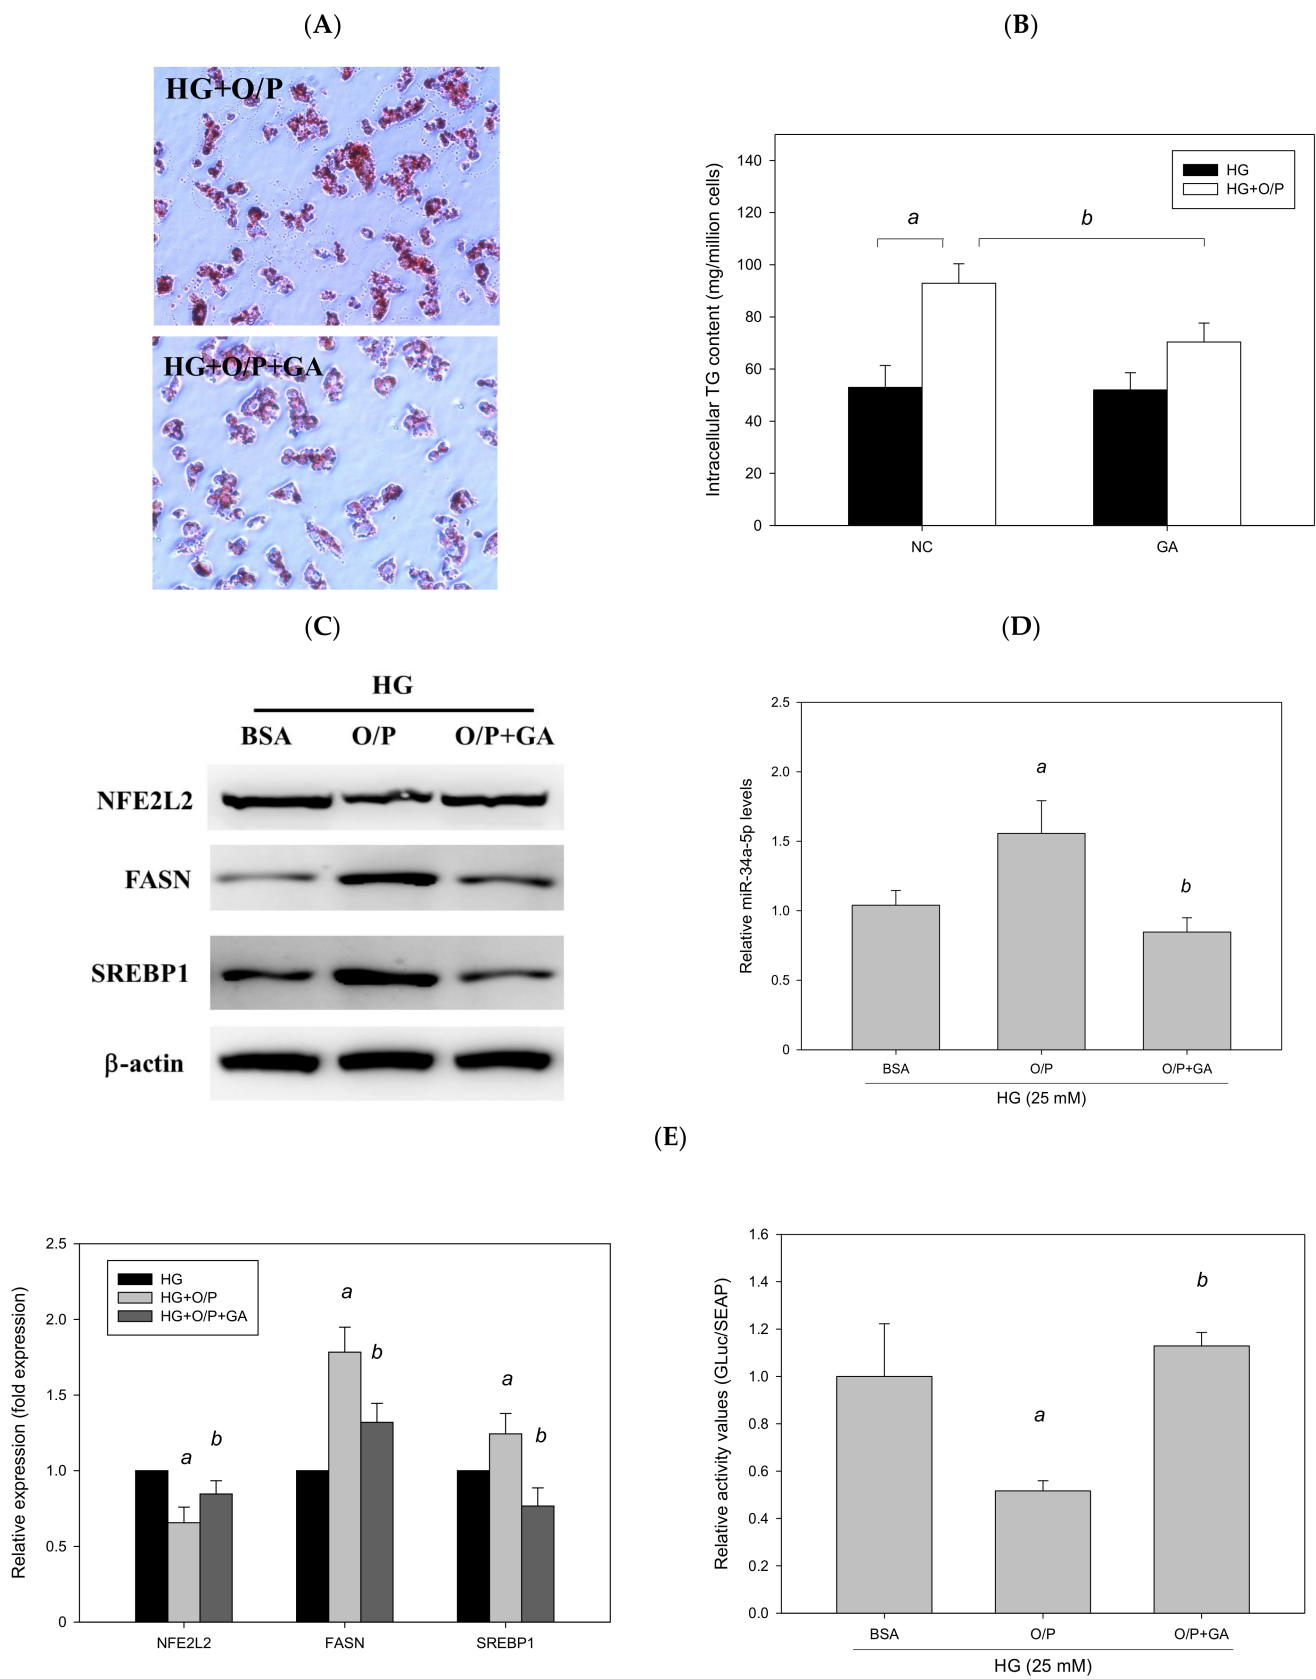 (A)
HG+O/P
HG+O/P+GA
(B)
Intracellular TG content (mg/million cells)
140
120
100
80
60
40
20
0
HG
HG+O/P
a
b
NC
GA
(C)
HG
BSA
O/P
O/P+GA
NFE2L2
FASN
SREBP1
β-actin
(D)
Relative miR-34a-5p levels
2.5
2.0
1.5
1.0
0.5
0
a
b
BSA
O/P
O/P+GA
HG (25 mM)
(E)
Relative expression (fold expression)
2.5
2.0
1.5
1.0
0.5
0
HG
HG+O/P
HG+O/P+GA
a
b
a
b
a
b
NFE2L2
FASN
SREBP1
Relative activity values (GLuc/SEAP)
1.6
1.4
1.2
1.0
0.8
0.6
0.4
0.2
0.0
a
b
BSA
O/P
O/P+GA
HG (25 mM)